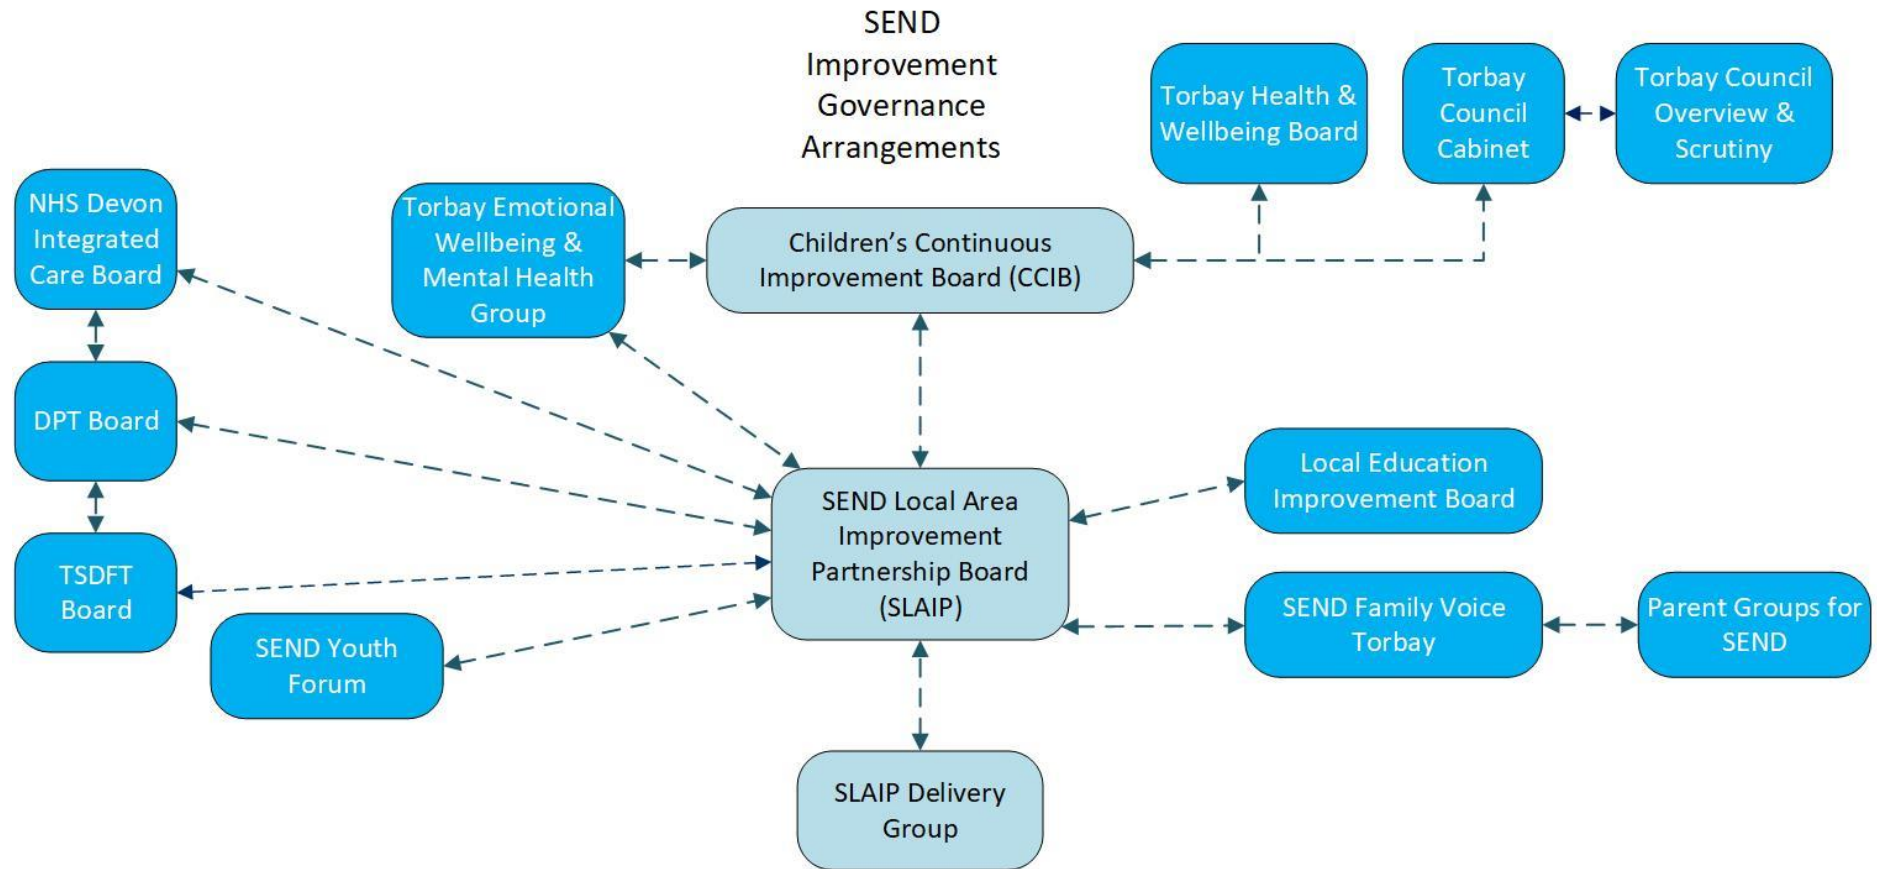 SEND
Improvement
Governance
Arrangements
Torbay Health &
Wellbeing Board
Torbay
Council
Cabinet
Torbay Council
Overview &
Scrutiny
NHS Devon
Integrated
Care Board
Torbay Emotional
Wellbeing &
Mental Health
Group
Children’s Continuous
Improvement Board (CCIB)
DPT Board
Local Education
Improvement Board
SEND Local Area
Improvement
Partnership Board
(SLAIP)
TSDFT
Board
SEND Family Voice
Torbay
Parent Groups for
SEND
SEND Youth
Forum
SLAIP Delivery
Group